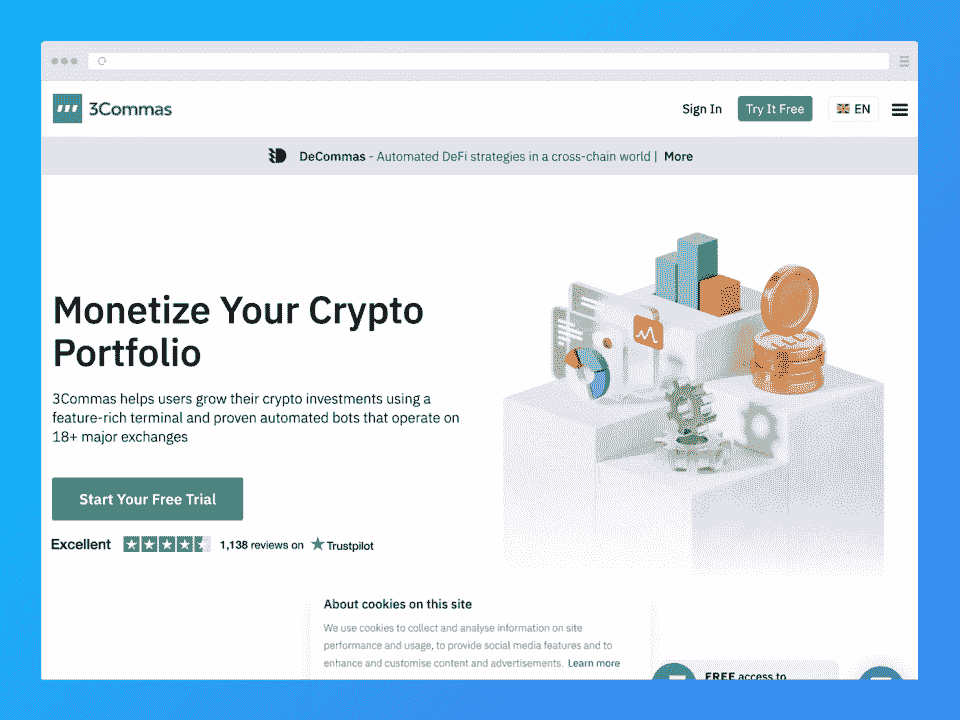 3Commas
Sign In
Try It Free
EN
DeCommas - Automated DeFi strategies in a cross-chain world | More
Monetize Your Crypto
Portfolio
3Commas helps users grow their crypto investments using a
feature-rich terminal and proven automated bots that operate on
18+ major exchanges
Start Your Free Trial
Excellent
1,138 reviews on
Trustpilot
About cookies on this site
We use cookies to collect and analyse information on site
performance and usage, to provide social media features and to
enhance and customise content and advertisements. Learn more
FREE access to